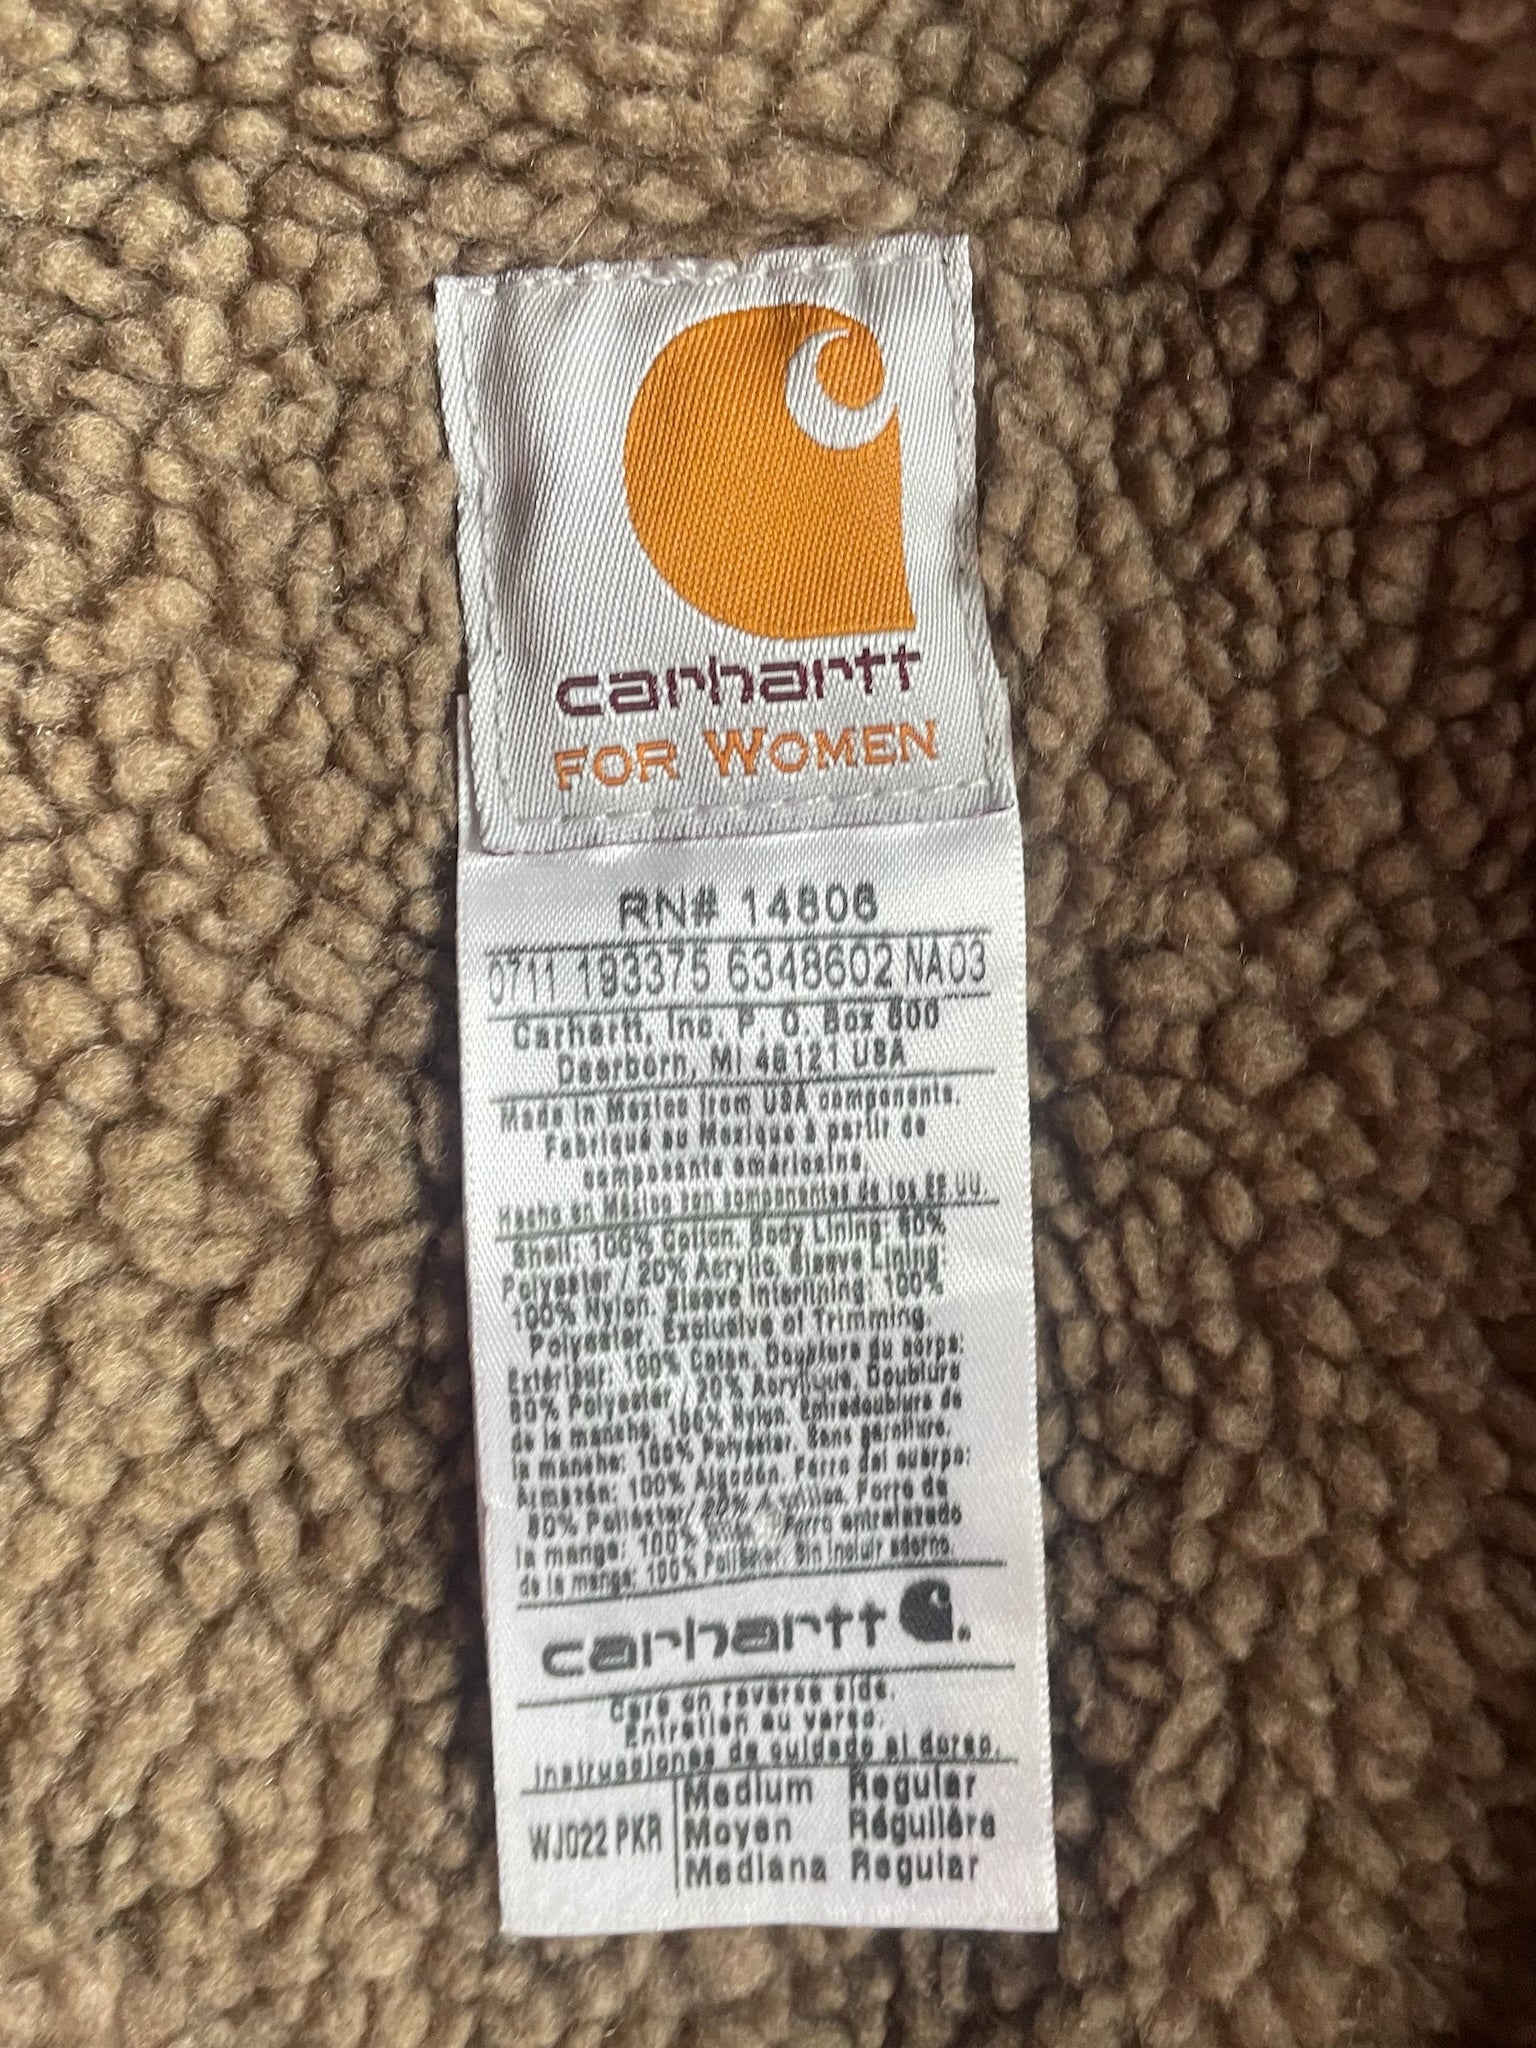 carhartt
FOR WOMEN
RN# 14806
0711 193375 6348602 NA03
Carhartt, Inc. P. O. Box 600
Dearborn, MI 48121 USA
Made in Mexico from USA components.
Fabriqué au Mexique à partir de
composants américains.
Hecho en México con componentes de los EE UU.
Shell: 100% Cotton. Body Lining: 80%
Polyester / 20% Acrylic. Sleeve Lining:
100% Nylon. Sleeve Interlining: 100%
Polyester. Exclusive of Trimming.
Extérieur: 100% Coton. Doublure du corps:
80% Polyester / 20% Acrylique. Doublure
de la manche: 100% Nylon. Entredoublure de
la manche: 100% Polyester. Sans garniture.
Armazón: 100% Algodón. Forro del cuerpo:
80% Poliéster/ 20% Acrílico. Forro de
la manga: 100% Forro entrelazado
de la manga: 100% Poliéster. Sin incluir adorno.
carhartt
Care on reverse side.
Entretien au verso.
Instrucciones de cuidado al dorso.
WJ022 PKR
Medium Regular
Moyen Régulière
Mediana Regular